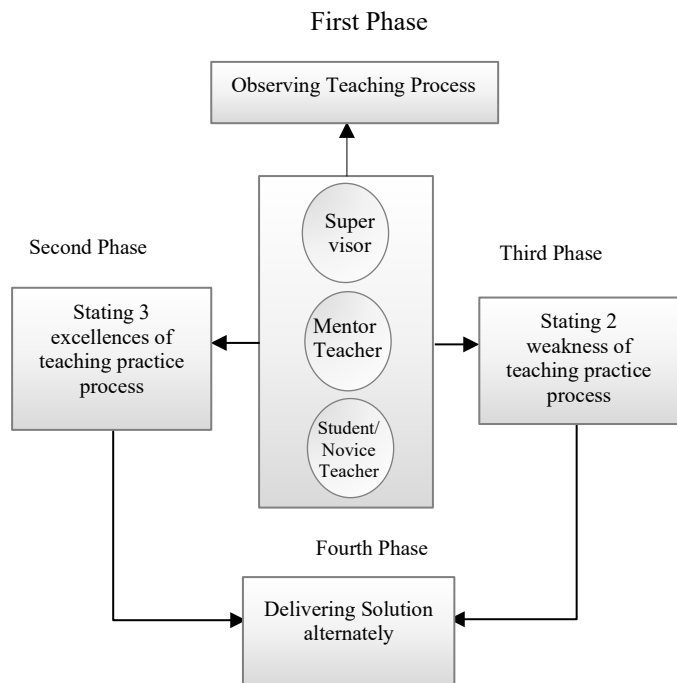 First Phase
Observing Teaching Process
Super
visor
Second Phase
Third Phase
Stating 3
excellences of
teaching practice
process
Mentor
Teacher
Stating 2
weakness of
teaching practice
process
Student/
Novice
Teacher
Fourth Phase
Delivering Solution
alternately